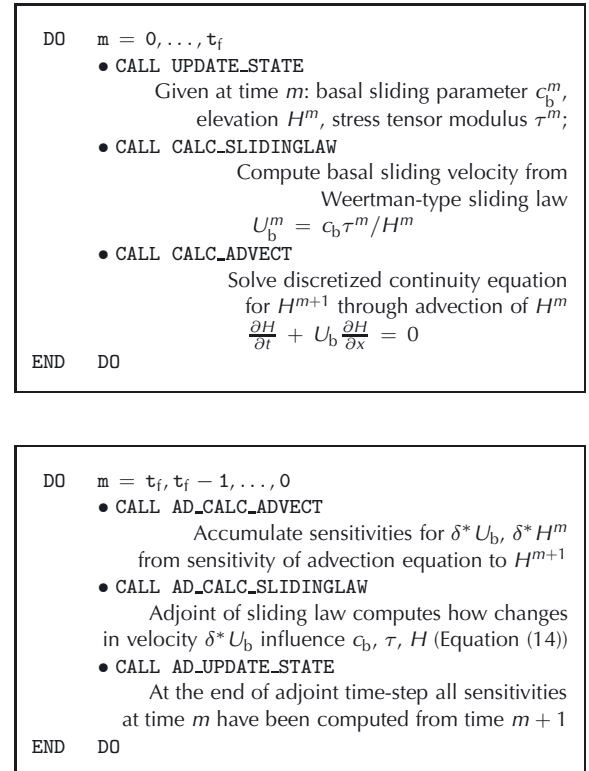 DO m = 0, . . . , t_f
• CALL UPDATE_STATE
Given at time m: basal sliding parameter c_b^m,
elevation H^m, stress tensor modulus τ^m;
• CALL CALC_SLIDINGLAW
Compute basal sliding velocity from
Weertman-type sliding law
U_b^m = c_b τ^m/H^m
• CALL CALC_ADVECT
Solve discretized continuity equation
for H^{m+1} through advection of H^m
∂H/∂t + U_b ∂H/∂x = 0
END DO
DO m = t_f, t_f − 1, . . . , 0
• CALL AD_CALC_ADVECT
Accumulate sensitivities for δ* U_b, δ* H^m
from sensitivity of advection equation to H^{m+1}
• CALL AD_CALC_SLIDINGLAW
Adjoint of sliding law computes how changes
in velocity δ* U_b influence c_b, τ, H (Equation (14))
• CALL AD_UPDATE_STATE
At the end of adjoint time-step all sensitivities
at time m have been computed from time m + 1
END DO